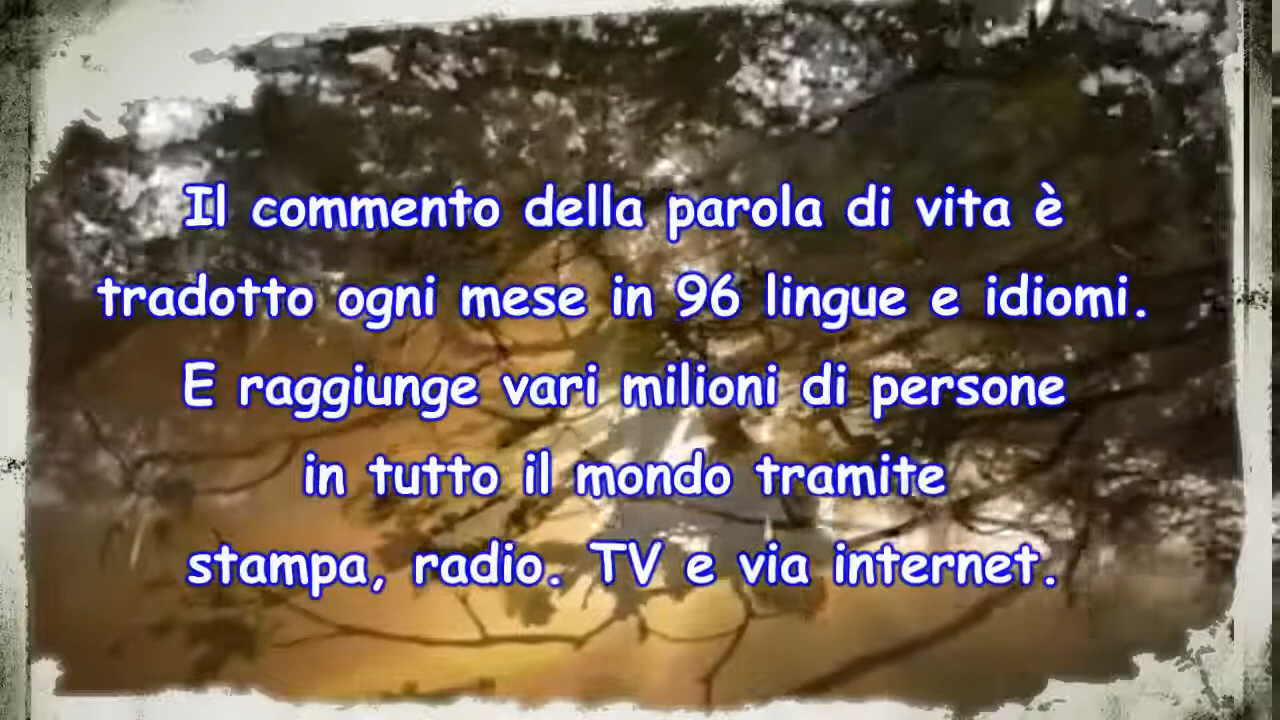 Il commento della parola di vita è
tradotto ogni mese in 96 lingue e idiomi.
E raggiunge vari milioni di persone
in tutto il mondo tramite
stampa, radio. TV e via internet.